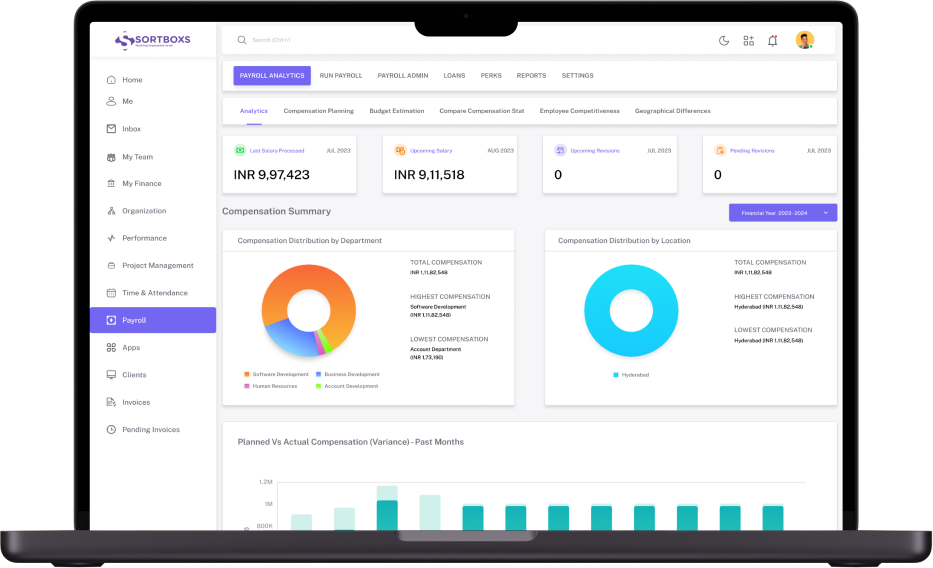 SORTBOXS
Search (Ctrl+/)
Home
Me
Inbox
My Team
My Finance
Organization
Performance
Project Management
Time & Attendance
Payroll
Apps
Clients
Invoices
Pending Invoices
PAYROLL ANALYTICS RUN PAYROLL PAYROLL ADMIN LOANS PERKS REPORTS SETTINGS
Analytics Compensation Planning Budget Estimation Compare Compensation Stat Employee Competitiveness Geographical Differences
Last Salary Processed JUL 2023
INR 9,97,423
Upcoming Salary AUG 2023
INR 9,11,518
Upcoming Revisions JUL 2023
0
Pending Revisions JUL 2023
0
Compensation Summary
Financial Year 2023-2024
Compensation Distribution by Department
TOTAL COMPENSATION
INR 1,11,82,548
HIGHEST COMPENSATION
Software Development
(INR 1,11,82,548)
LOWEST COMPENSATION
Account Department
(INR 1,73,190)
Software Development Business Development
Human Resources Account Development
Compensation Distribution by Location
TOTAL COMPENSATION
INR 1,11,82,548
HIGHEST COMPENSATION
Hyderabad (INR 1,11,82,548)
LOWEST COMPENSATION
Hyderabad (INR 1,11,82,548)
Hyderabad
Planned Vs Actual Compensation (Variance) - Past Months
1.2M
1M
800K